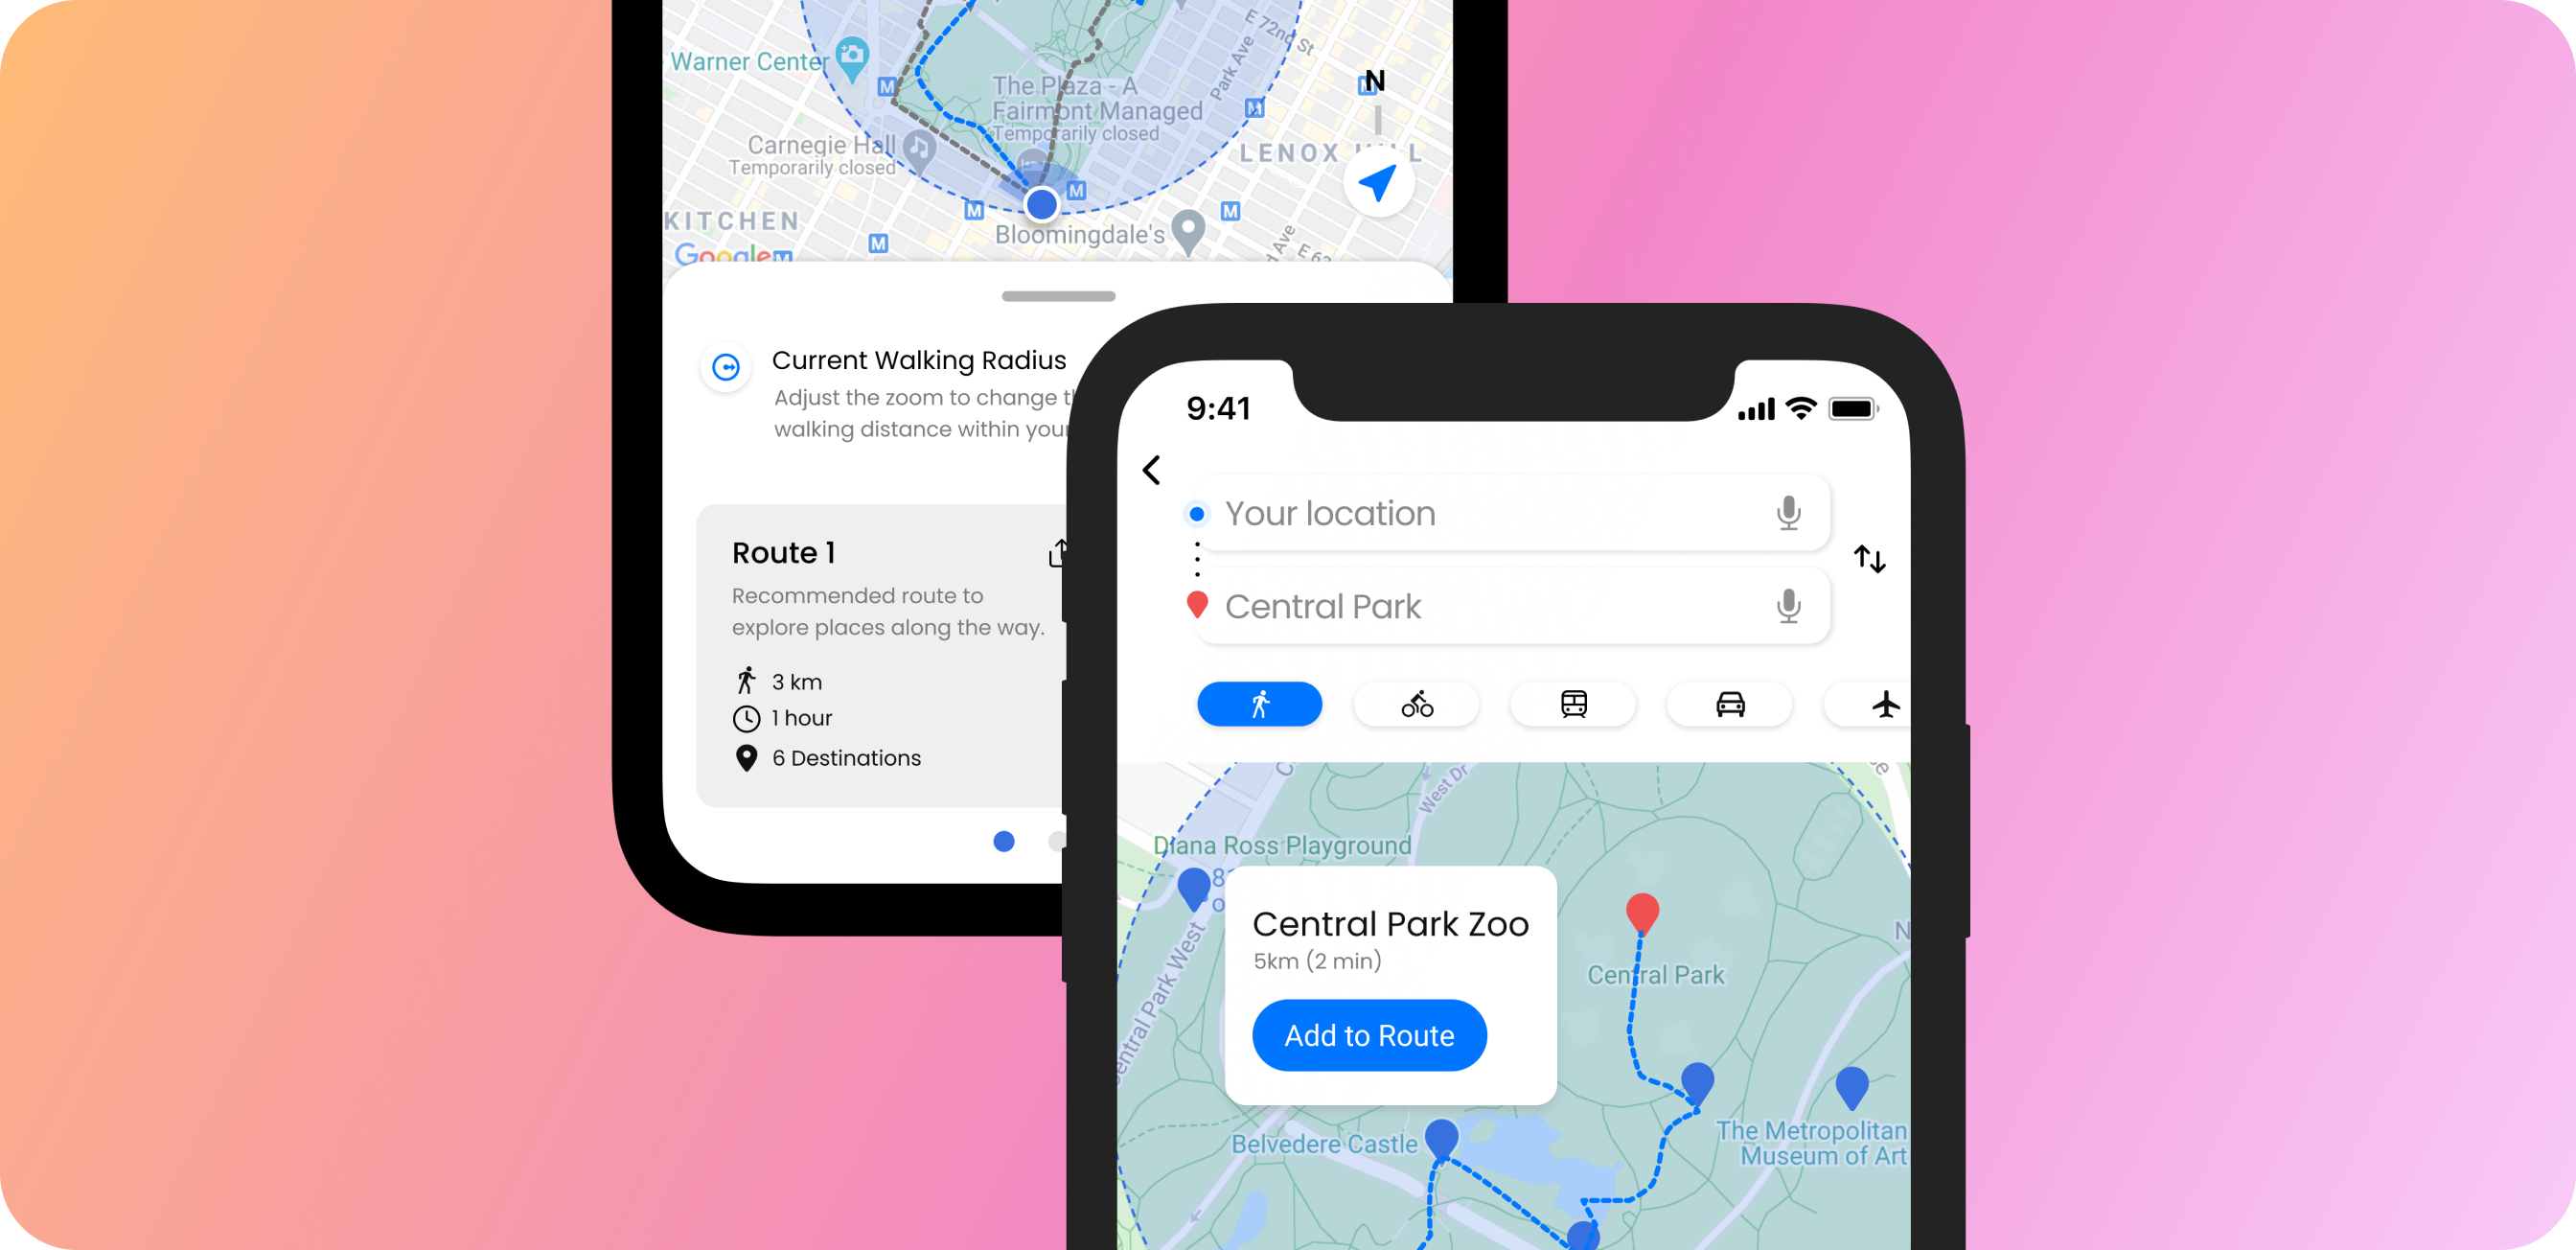 E 72nd St
Park Ave
Warner Center
N
M
M
M
The Plaza - A
Fairmont Managed
Temporarily closed
Carnegie Hall
Temporarily closed
LENOX
M
M
M
M
KITCHEN
Bloomingdale's
Ave
Google
M
Current Walking Radius
Adjust the zoom to change
walking distance within your
Route 1
Recommended route to
explore places along the way.
3 km
1 hour
6 Destinations
9:41
Your location
Central Park
West Dr
Diana Ross Playground
Central Park Zoo
5km (2 min)
Add to Route
Central Park
Central Park West
Belvedere Castle
The Metropolitan
Museum of Art